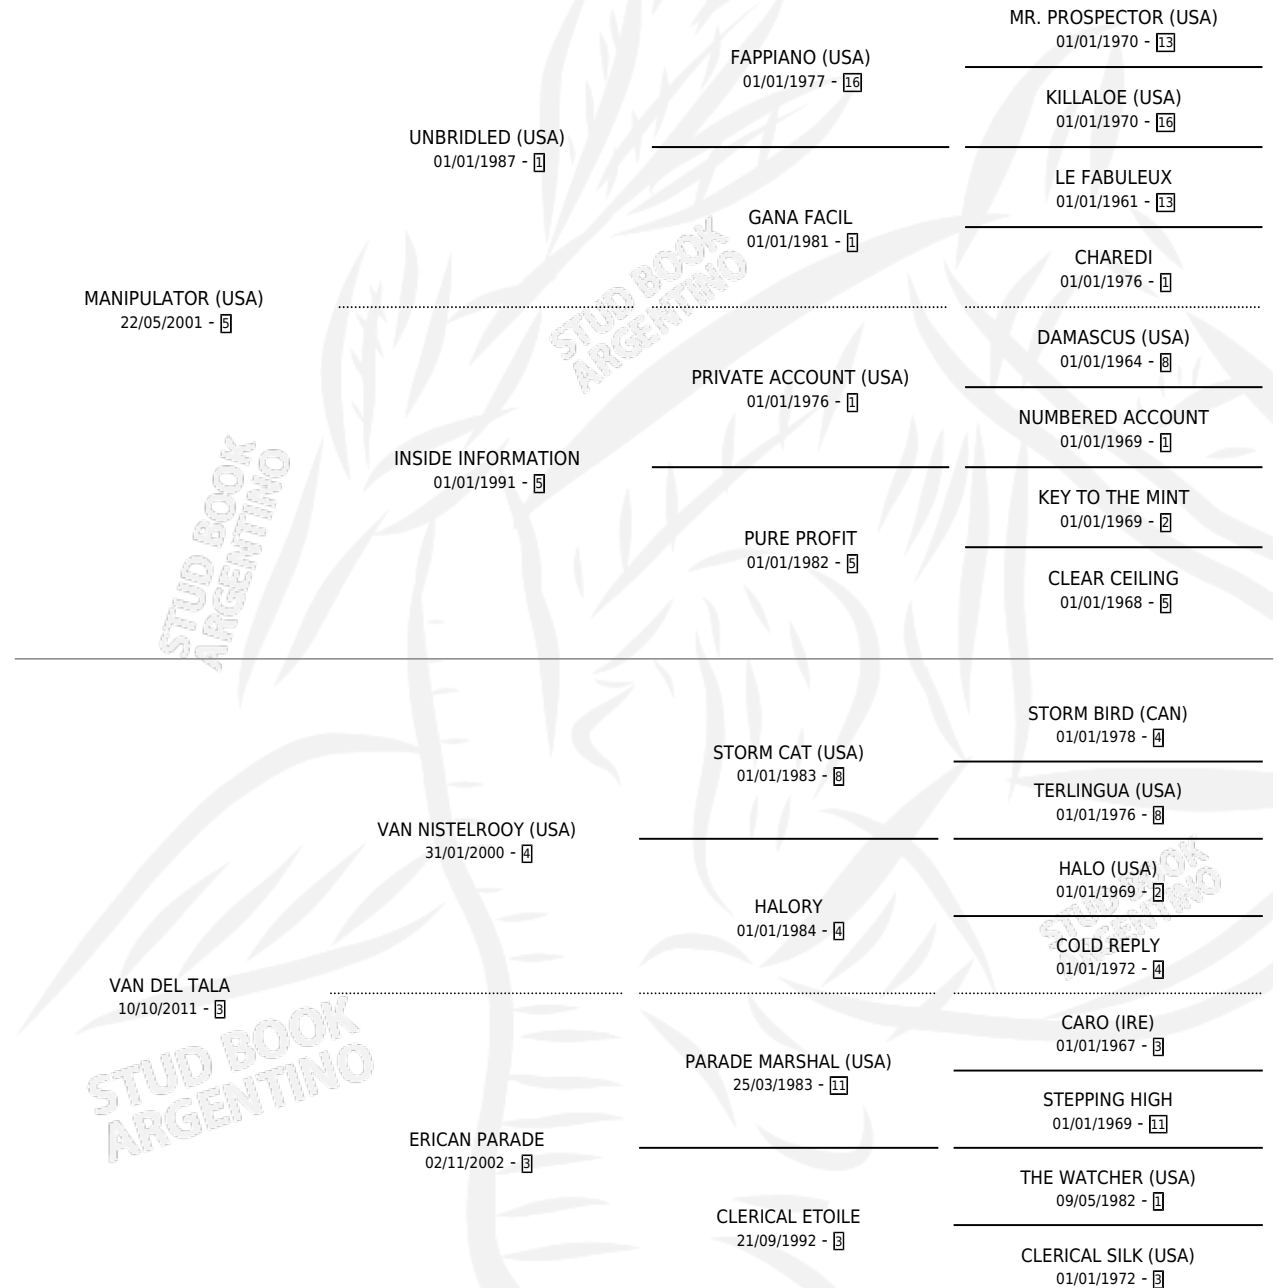 MR. PROSPECTOR (USA)
01/01/1970 - 13
FAPPIANO (USA)
01/01/1977 - 16
KILLALOE (USA)
01/01/1970 - 16
UNBRIDLED (USA)
01/01/1987 - 1
LE FABULEUX
01/01/1961 - 13
GANA FACIL
01/01/1981 - 1
CHAREDI
01/01/1976 - 1
MANIPULATOR (USA)
22/05/2001 - 5
DAMASCUS (USA)
01/01/1964 - 8
PRIVATE ACCOUNT (USA)
01/01/1976 - 1
NUMBERED ACCOUNT
01/01/1969 - 1
INSIDE INFORMATION
01/01/1991 - 5
KEY TO THE MINT
01/01/1969 - 2
PURE PROFIT
01/01/1982 - 5
CLEAR CEILING
01/01/1968 - 5
STORM BIRD (CAN)
01/01/1978 - 4
STORM CAT (USA)
01/01/1983 - 8
TERLINGUA (USA)
01/01/1976 - 8
VAN NISTELROOY (USA)
31/01/2000 - 4
HALO (USA)
01/01/1969 - 2
HALORY
01/01/1984 - 4
COLD REPLY
01/01/1972 - 4
VAN DEL TALA
10/10/2011 - 3
CARO (IRE)
01/01/1967 - 3
PARADE MARSHAL (USA)
25/03/1983 - 11
STEPPING HIGH
01/01/1969 - 11
ERICAN PARADE
02/11/2002 - 3
THE WATCHER (USA)
09/05/1982 - 1
CLERICAL ETOILE
21/09/1992 - 3
CLERICAL SILK (USA)
01/01/1972 - 3
STUD BOOK
ARGENTINO
STUD BOOK
ARGENTINO
STUD BOOK
ARGENTINO
STUD BOOK
ARGENTINO